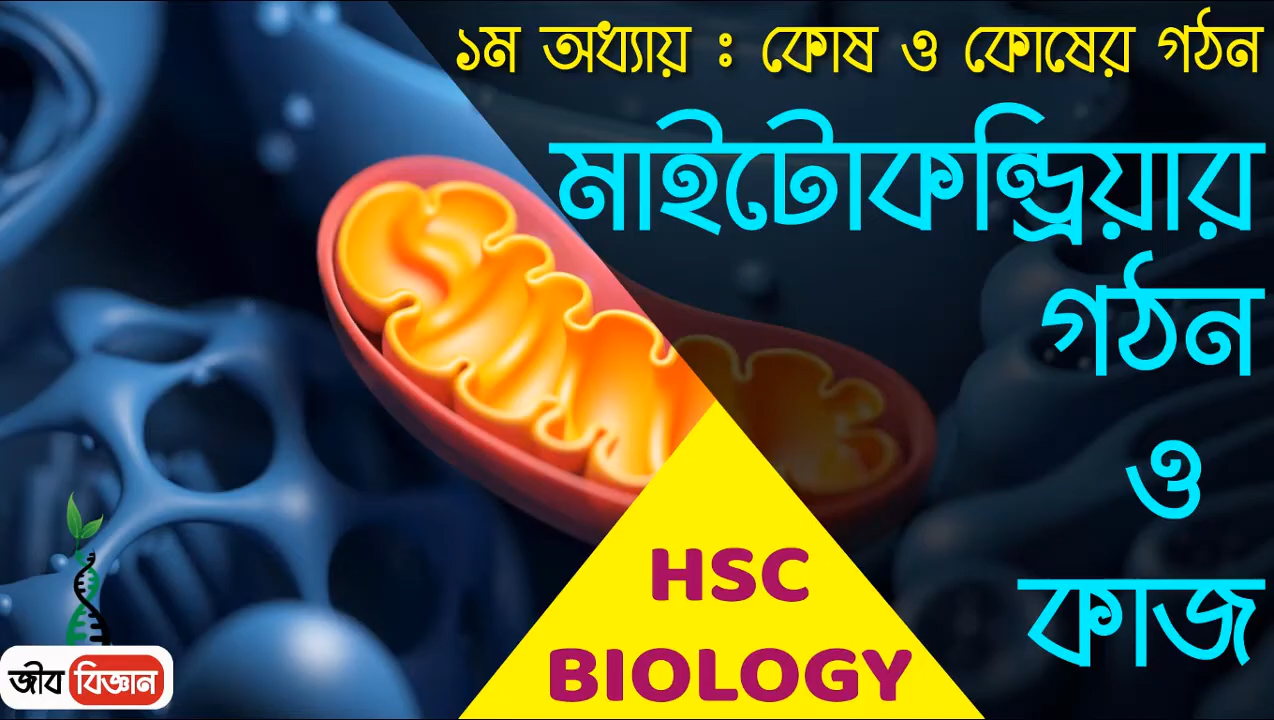 ১ম অধ্যায় : কোষ ও কোষের গঠন
মাইটোকন্ড্রিয়ার
গঠন
ও
কাজ
HSC
BIOLOGY
জীব বিজ্ঞান